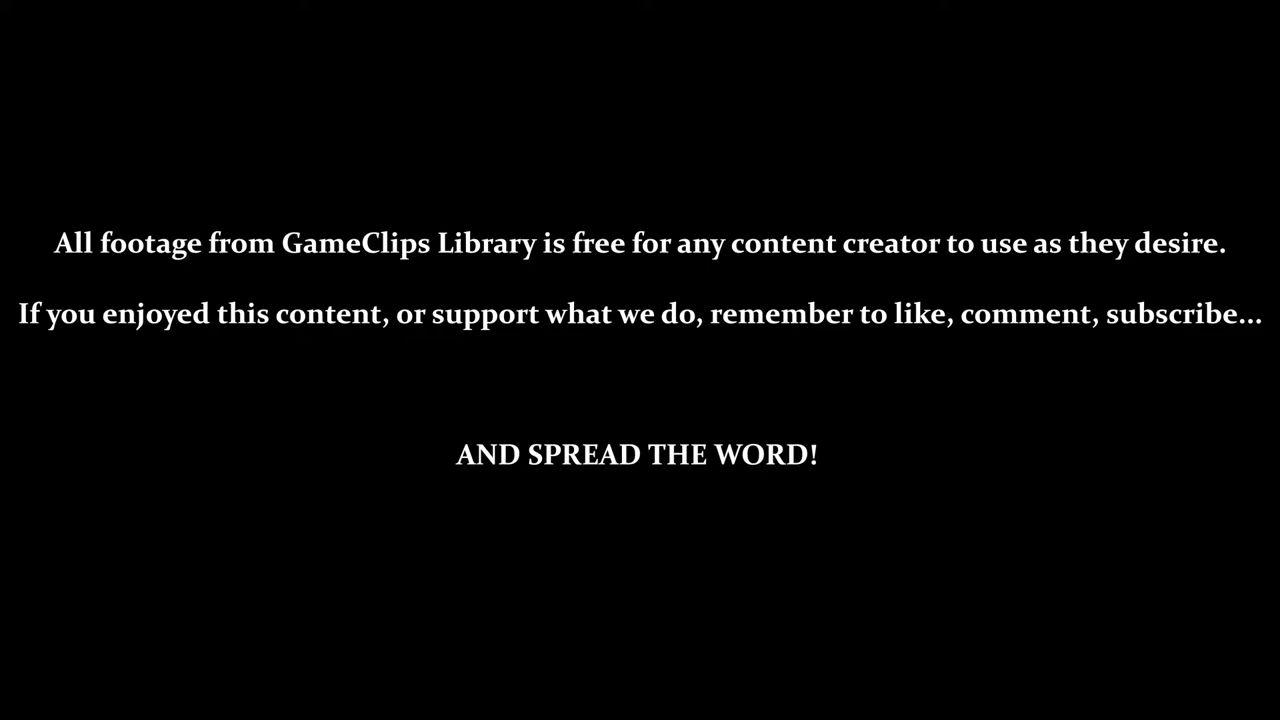 All footage from GameClips Library is free for any content creator to use as they desire.
If you enjoyed this content, or support what we do, remember to like, comment, subscribe...
AND SPREAD THE WORD!